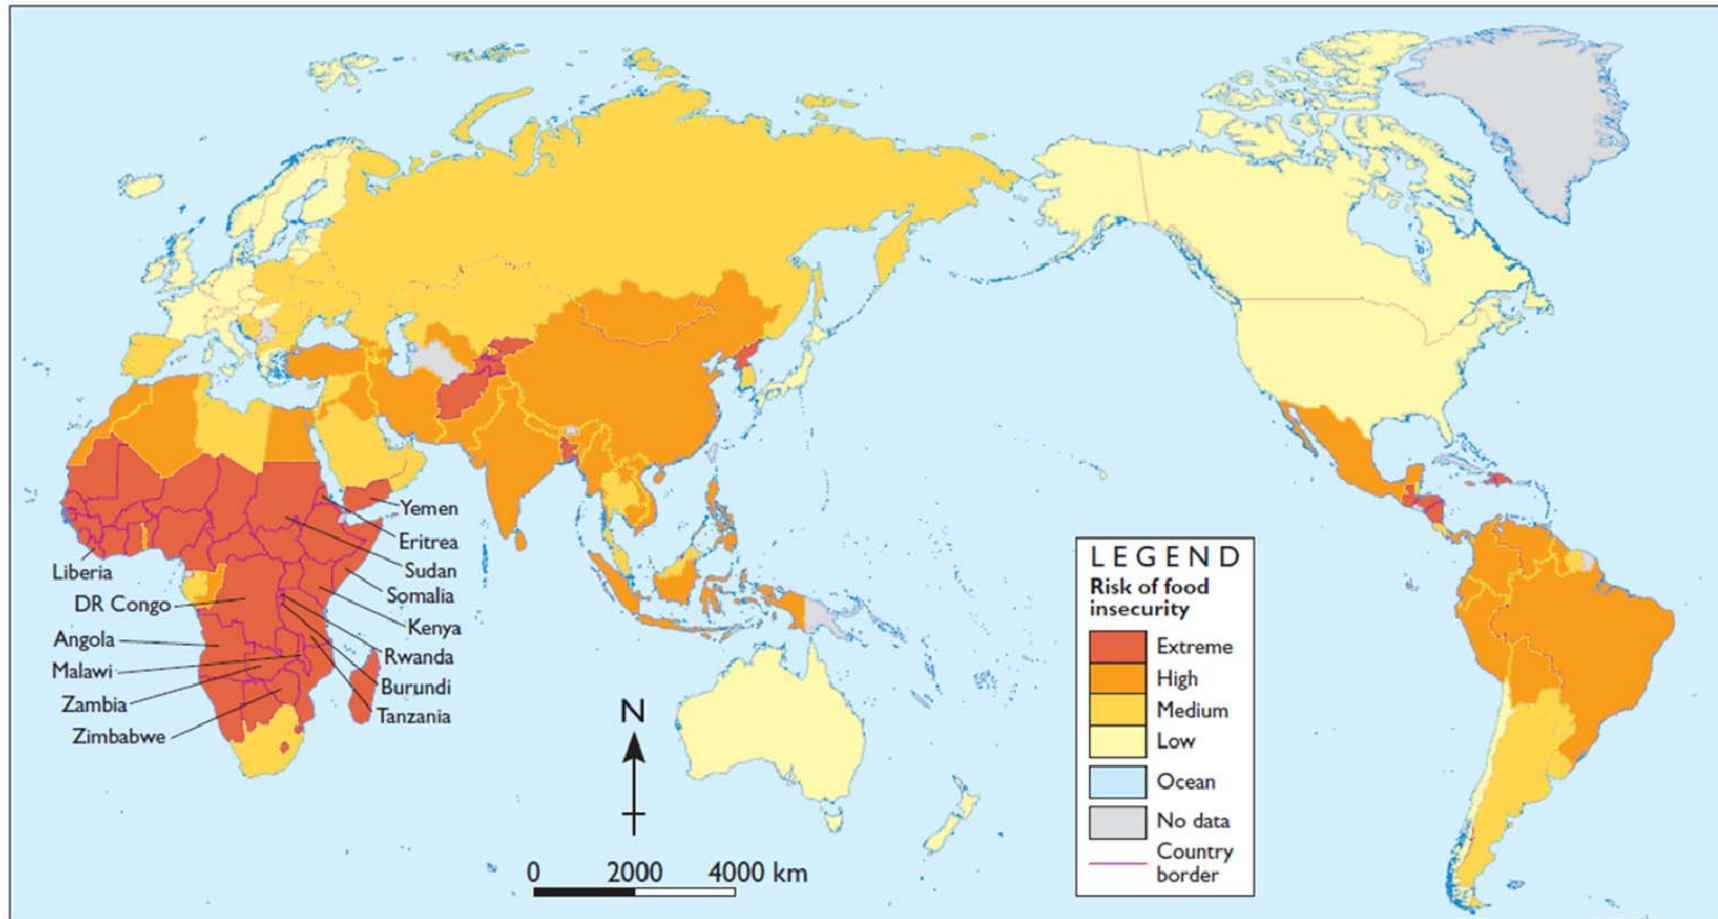 Yemen
Eritrea
Sudan
Somalia
Kenya
Rwanda
Burundi
Tanzania
Liberia
DR Congo
Angola
Malawi
Zambia
Zimbabwe
N
0 2000 4000 km
LEGEND
Risk of food
insecurity
Extreme
High
Medium
Low
Ocean
No data
Country
border